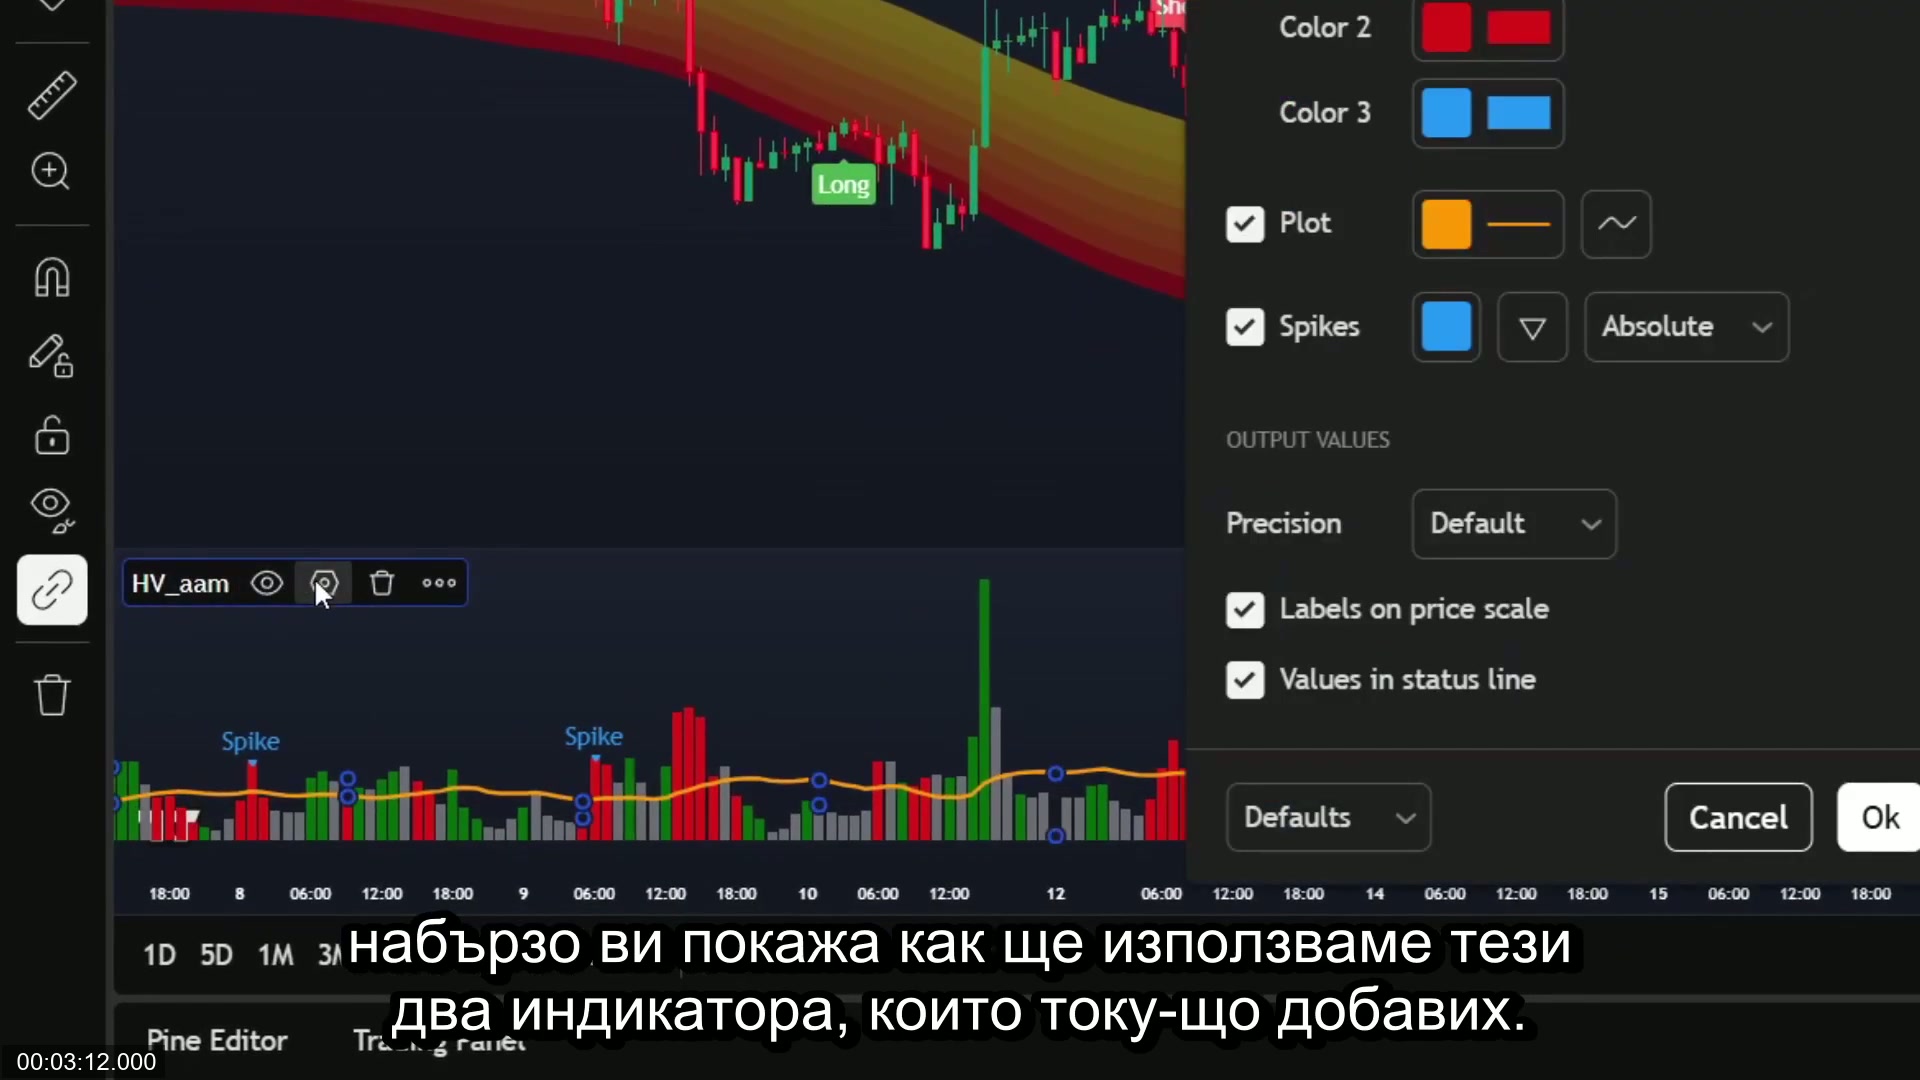 Sho
Color 2
Color 3
Long
Plot
Spikes
Absolute
OUTPUT VALUES
Precision
Default
HV_aam
Labels on price scale
Values in status line
Spike
Spike
Defaults
Cancel
Ok
18:00 8 06:00 12:00 18:00 9 06:00 12:00 18:00 10 06:00 12:00 12 06:00 12:00 18:00 14 06:00 12:00 18:00 15 06:00 12:00 18:00
1D 5D 1M
набързо ви покажа как ще използваме тези
два индикатора, които току-що добавих.
Pine Editor
Trading Panel
00:03:12.000